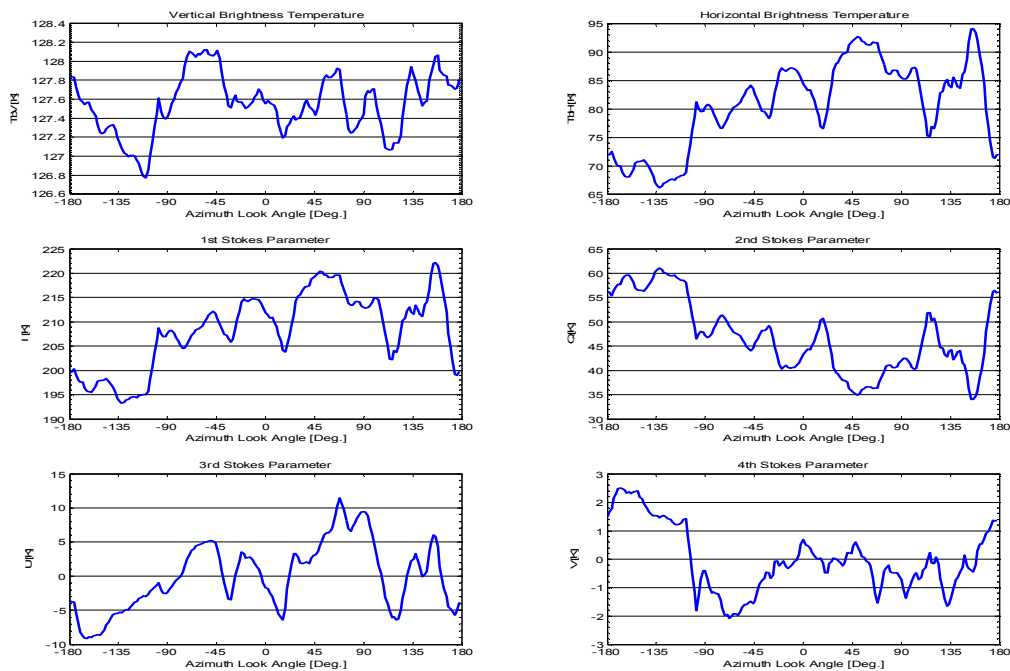 Vertical Brightness Temperature
128.4
128.2
128
127.8
127.6
127.4
127.2
127
126.8
126.6
TbV[K]
-180 -135 -90 -45 0 45 90 135 180
Azimuth Look Angle [Deg.]
Horizontal Brightness Temperature
95
90
85
80
75
70
65
TbH[K]
-180 -135 -90 -45 0 45 90 135 180
Azimuth Look Angle [Deg.]
1st Stokes Parameter
225
220
215
210
205
200
195
190
I [K]
-180 -135 -90 -45 0 45 90 135 180
Azimuth Look Angle [Deg.]
2nd Stokes Parameter
65
60
55
50
45
40
35
30
Q[K]
-180 -135 -90 -45 0 45 90 135 180
Azimuth Look Angle [Deg.]
3rd Stokes Parameter
15
10
5
0
-5
-10
U[K]
-180 -135 -90 -45 0 45 90 135 180
Azimuth Look Angle [Deg.]
4th Stokes Parameter
3
2
1
0
-1
-2
-3
V[K]
-180 -135 -90 -45 0 45 90 135 180
Azimuth Look Angle [Deg.]